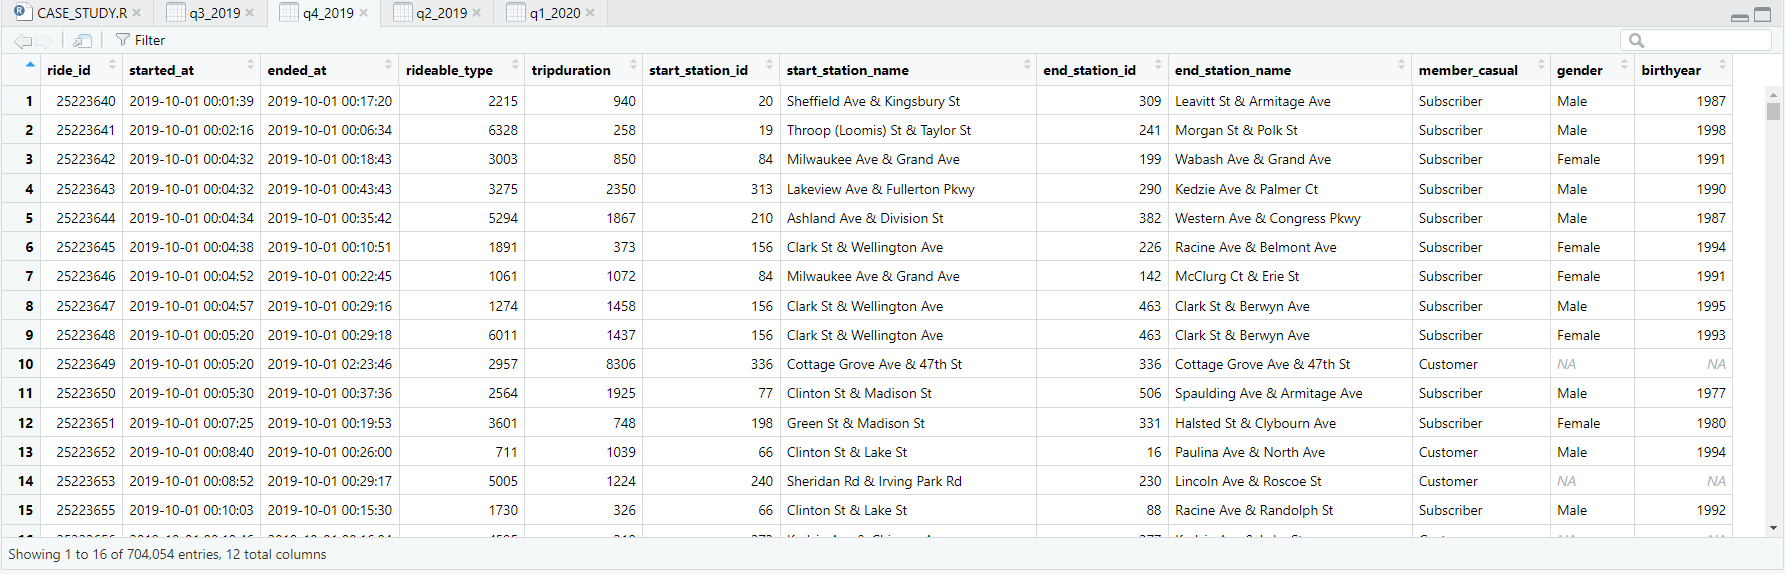 CASE_STUDY.R q3_2019 q4_2019 q2_2019 q1_2020
Filter
ride_id started_at ended_at rideable_type tripduration start_station_id start_station_name end_station_id end_station_name member_casual gender birthyear
1 25223640 2019-10-01 00:01:39 2019-10-01 00:17:20 2215 940 20 Sheffield Ave & Kingsbury St 309 Leavitt St & Armitage Ave Subscriber Male 1987
2 25223641 2019-10-01 00:02:16 2019-10-01 00:06:34 6328 258 19 Throop (Loomis) St & Taylor St 241 Morgan St & Polk St Subscriber Male 1998
3 25223642 2019-10-01 00:04:32 2019-10-01 00:18:43 3003 850 84 Milwaukee Ave & Grand Ave 199 Wabash Ave & Grand Ave Subscriber Female 1991
4 25223643 2019-10-01 00:04:32 2019-10-01 00:43:43 3275 2350 313 Lakeview Ave & Fullerton Pkwy 290 Kedzie Ave & Palmer Ct Subscriber Male 1990
5 25223644 2019-10-01 00:04:34 2019-10-01 00:35:42 5294 1867 210 Ashland Ave & Division St 382 Western Ave & Congress Pkwy Subscriber Male 1987
6 25223645 2019-10-01 00:04:38 2019-10-01 00:10:51 1891 373 156 Clark St & Wellington Ave 226 Racine Ave & Belmont Ave Subscriber Female 1994
7 25223646 2019-10-01 00:04:52 2019-10-01 00:22:45 1061 1072 84 Milwaukee Ave & Grand Ave 142 McClurg Ct & Erie St Subscriber Female 1991
8 25223647 2019-10-01 00:04:57 2019-10-01 00:29:16 1274 1458 156 Clark St & Wellington Ave 463 Clark St & Berwyn Ave Subscriber Male 1995
9 25223648 2019-10-01 00:05:20 2019-10-01 00:29:18 6011 1437 156 Clark St & Wellington Ave 463 Clark St & Berwyn Ave Subscriber Female 1993
10 25223649 2019-10-01 00:05:20 2019-10-01 02:23:46 2957 8306 336 Cottage Grove Ave & 47th St 336 Cottage Grove Ave & 47th St Customer NA NA
11 25223650 2019-10-01 00:05:30 2019-10-01 00:37:36 2564 1925 77 Clinton St & Madison St 506 Spaulding Ave & Armitage Ave Subscriber Male 1977
12 25223651 2019-10-01 00:07:25 2019-10-01 00:19:53 3601 748 198 Green St & Madison St 331 Halsted St & Clybourn Ave Subscriber Female 1980
13 25223652 2019-10-01 00:08:40 2019-10-01 00:26:00 711 1039 66 Clinton St & Lake St 16 Paulina Ave & North Ave Customer Male 1994
14 25223653 2019-10-01 00:08:52 2019-10-01 00:29:17 5005 1224 240 Sheridan Rd & Irving Park Rd 230 Lincoln Ave & Roscoe St Customer NA NA
15 25223655 2019-10-01 00:10:03 2019-10-01 00:15:30 1730 326 66 Clinton St & Lake St 88 Racine Ave & Randolph St Subscriber Male 1992
Showing 1 to 16 of 704,054 entries, 12 total columns